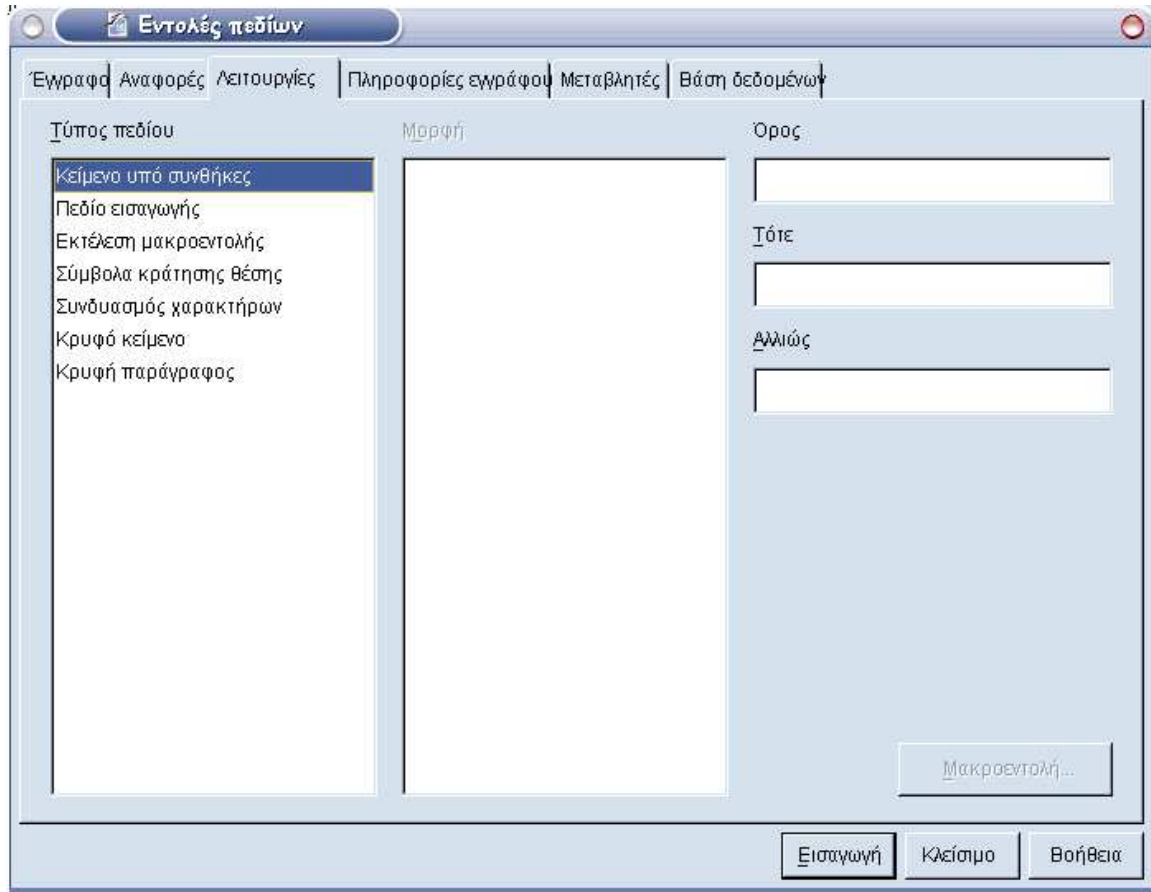 Εντολές πεδίων
Έγγραφο Αναφορές Λειτουργίες Πληροφορίες εγγράφου Μεταβλητές Βάση δεδομένων
Τύπος πεδίου
Κείμενο υπό συνθήκες
Πεδίο εισαγωγής
Εκτέλεση μακροεντολής
Σύμβολα κράτησης θέσης
Συνδυασμός χαρακτήρων
Κρυφό κείμενο
Κρυφή παράγραφος
Μορφή
Όρος
Τότε
Αλλιώς
Μακροεντολή...
Εισαγωγή Κλείσιμο Βοήθεια